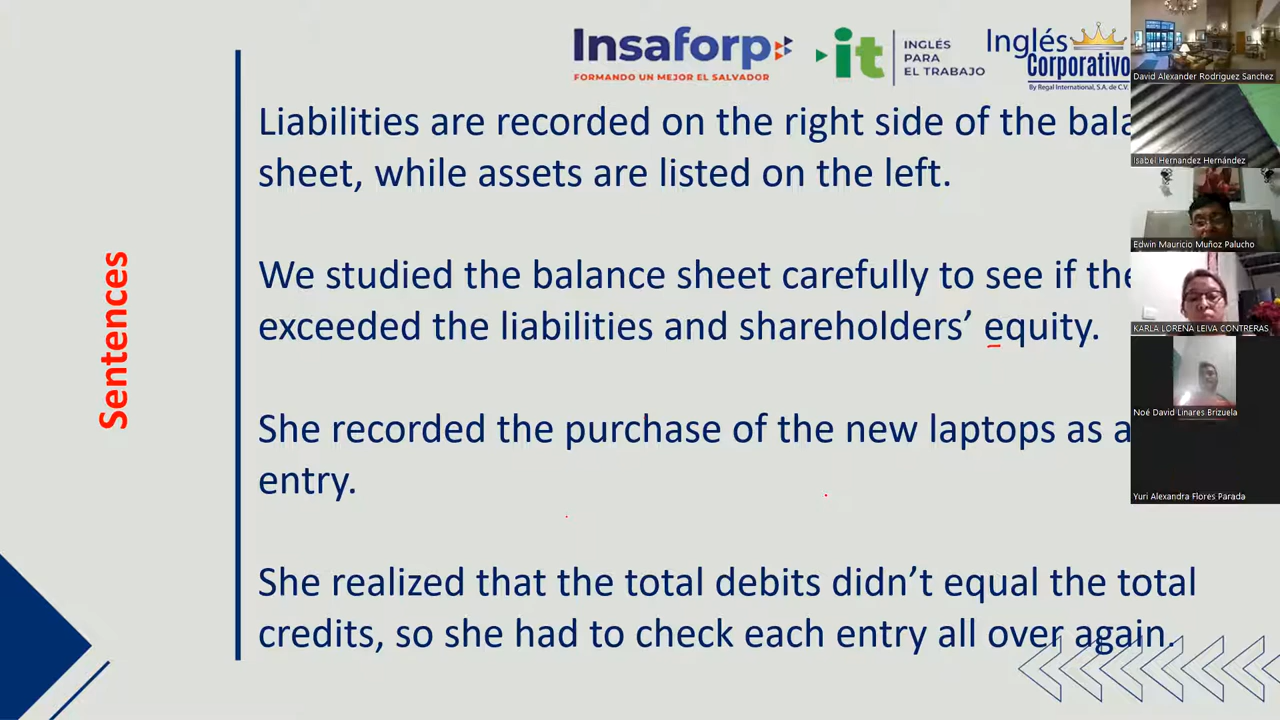 Insaforp
FORMANDO UN MEJOR EL SALVADOR
it
INGLÉS
PARA
EL TRABAJO
Inglés
Corporativo
By Regal International, S.A. de C.V.
Sentences
Liabilities are recorded on the right side of the
sheet, while assets are listed on the left.
We studied the balance sheet carefully to see if
exceeded the liabilities and shareholders’ equity.
She recorded the purchase of the new laptops as
entry.
She realized that the total debits didn’t equal the total
credits, so she had to check each entry all over again.
David Alexander Rodriguez Sanchez
Isabel Hernandez Hernández
Edwin Mauricio Muñoz Palucho
KARLA LORENA LEIVA CONTRERAS
Noé David Linares Brizuela
Yuri Alexandra Flores Parada